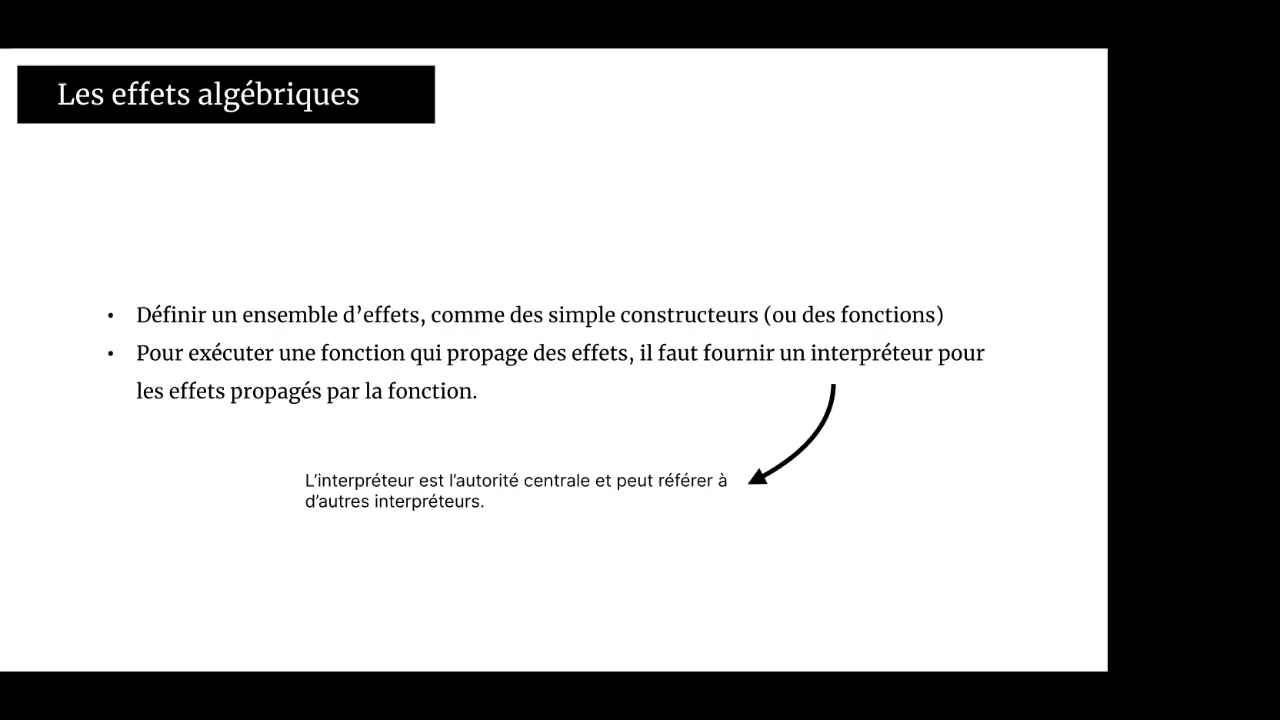 Les effets algébriques
• Définir un ensemble d’effets, comme des simple constructeurs (ou des fonctions)
• Pour exécuter une fonction qui propage des effets, il faut fournir un interpréteur pour
les effets propagés par la fonction.
L’interpréteur est l’autorité centrale et peut référer à
d’autres interpréteurs.